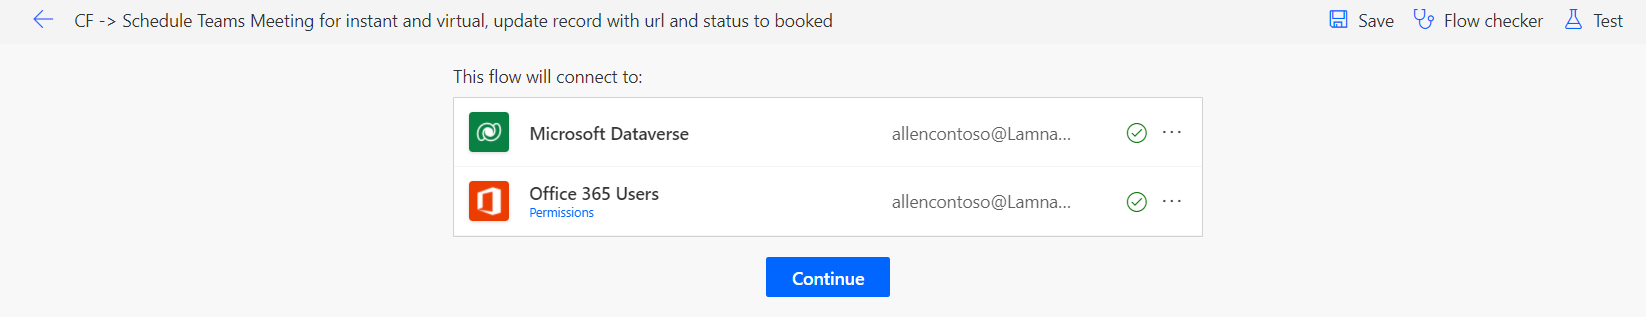 CF -> Schedule Teams Meeting for instant and virtual, update record with url and status to booked
Save
Flow checker
Test
This flow will connect to:
Microsoft Dataverse
allencontoso@Lamna...
Office 365 Users
Permissions
allencontoso@Lamna...
Continue